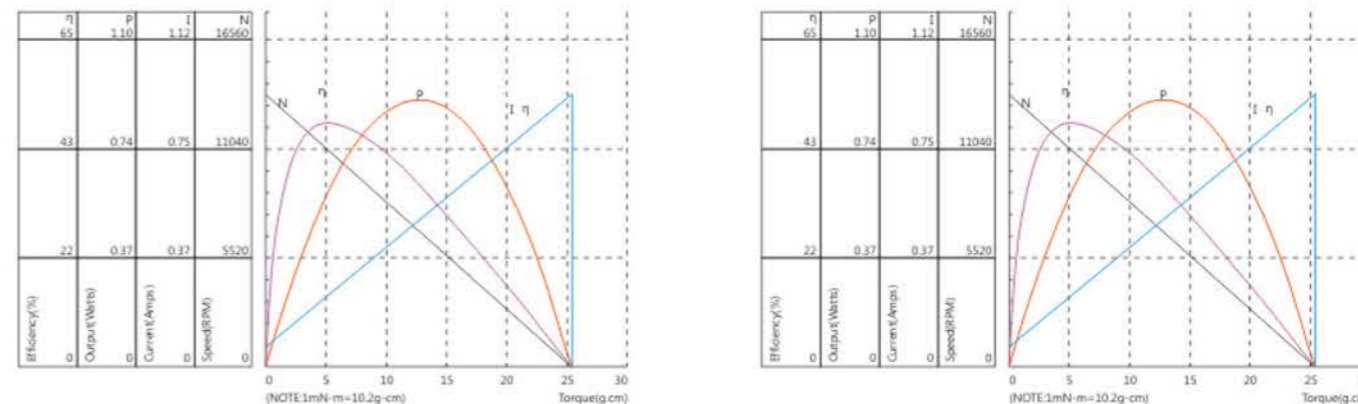 η P I N
65 1.10 1.12 16560
43 0.74 0.75 11040
22 0.37 0.37 5520
Efficiency(%) Output(Watts) Current(Amps) Speed(RPM)
0 0 0 0
N η P I η
0 5 10 15 20 25 30
(NOTE:1mN·m=10.2g·cm) Torque(g.cm)
η P I N
65 1.10 1.12 16560
43 0.74 0.75 11040
22 0.37 0.37 5520
Efficiency(%) Output(Watts) Current(Amps) Speed(RPM)
0 0 0 0
N η P I η
0 5 10 15 20 25
(NOTE:1mN·m=10.2g·cm) Torque(g.cm